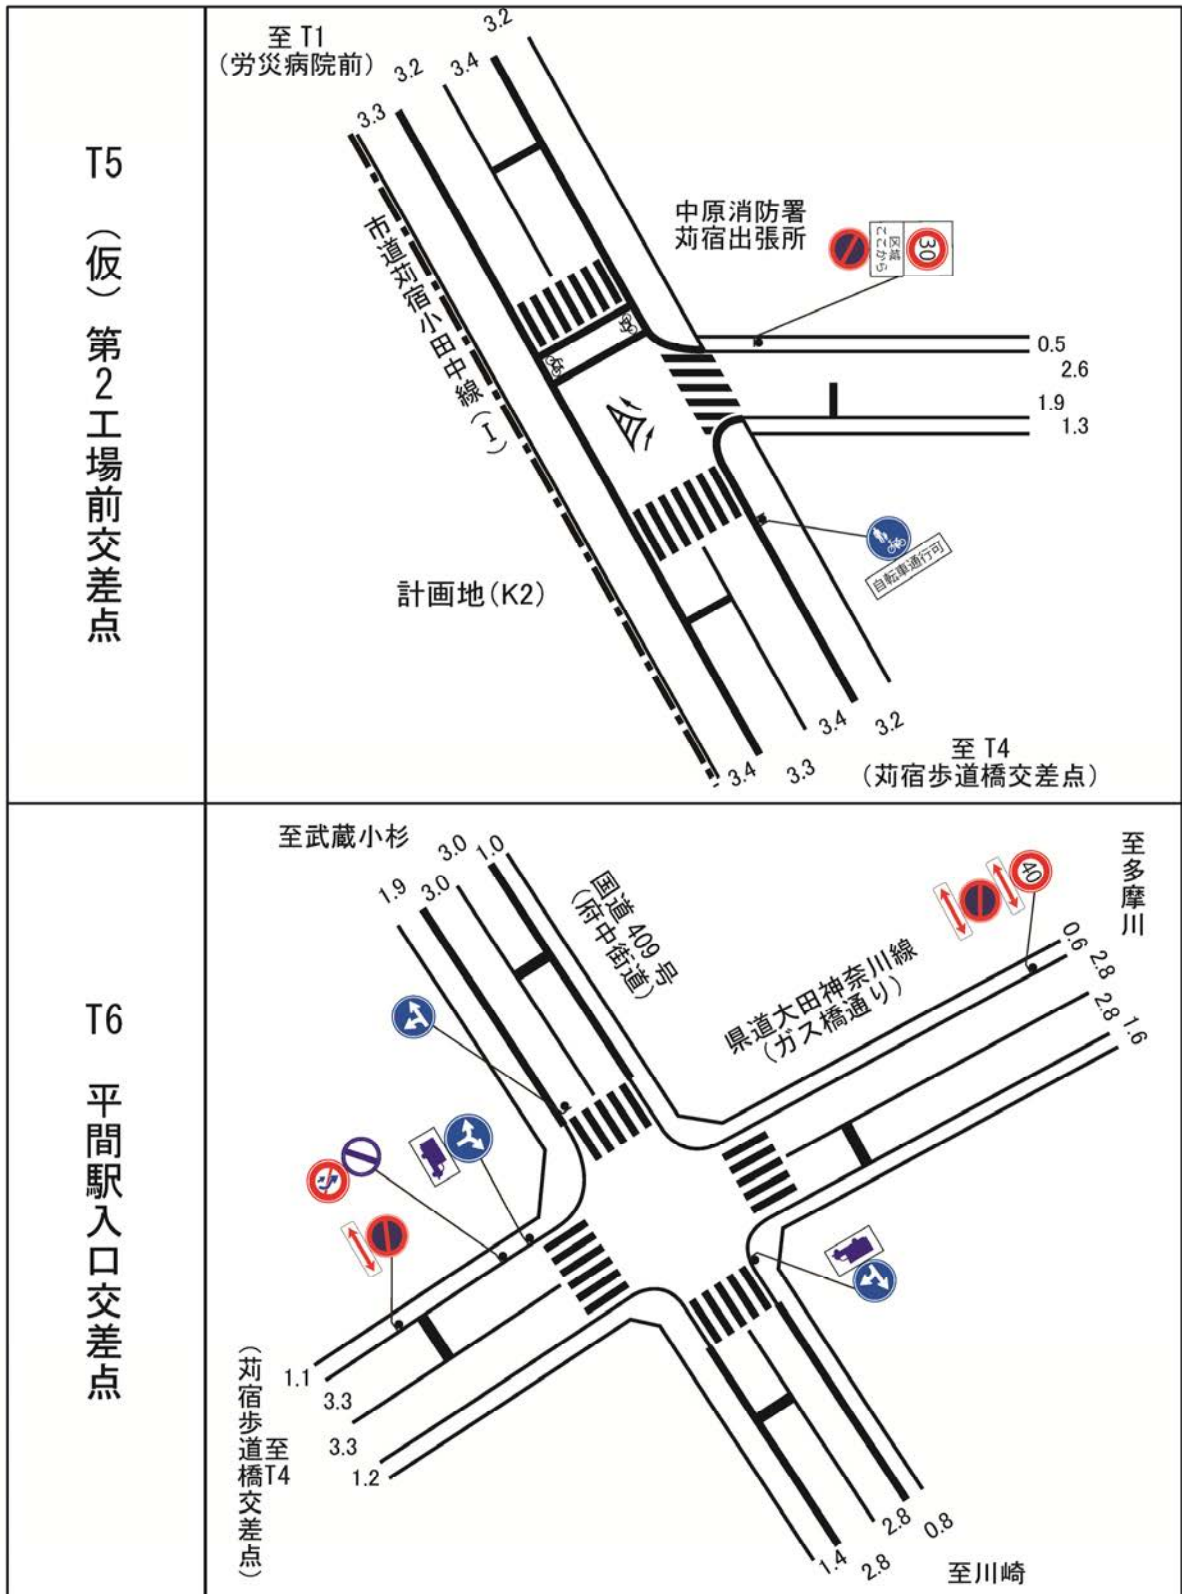 T5 (仮)第2工場前交差点
至 T1
(労災病院前)
3.3
3.2
3.4
3.2
市道苅宿小田中線(Ⅰ)
中原消防署
苅宿出張所
30
区域
ここから
0.5
2.6
1.9
1.3
自転車通行可
計画地(K2)
3.4
3.3
3.4
3.2
至 T4
(苅宿歩道橋交差点)
T6 平間駅入口交差点
至武蔵小杉
1.9
3.0
3.0
1.0
国道 409 号
(府中街道)
県道大田神奈川線
(ガス橋通り)
40
至多摩川
0.6
2.8
2.8
1.6
1.1
3.3
3.3
1.2
至T4
(苅宿歩道橋交差点)
1.4
2.8
2.8
0.8
至川崎